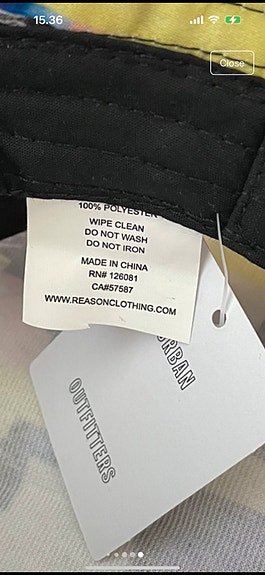 15.36
Close
100% POLYESTER
WIPE CLEAN
DO NOT WASH
DO NOT IRON
MADE IN CHINA
RN# 126081
CA#57587
WWW.REASONCLOTHING.COM
URBAN
OUTFITTERS